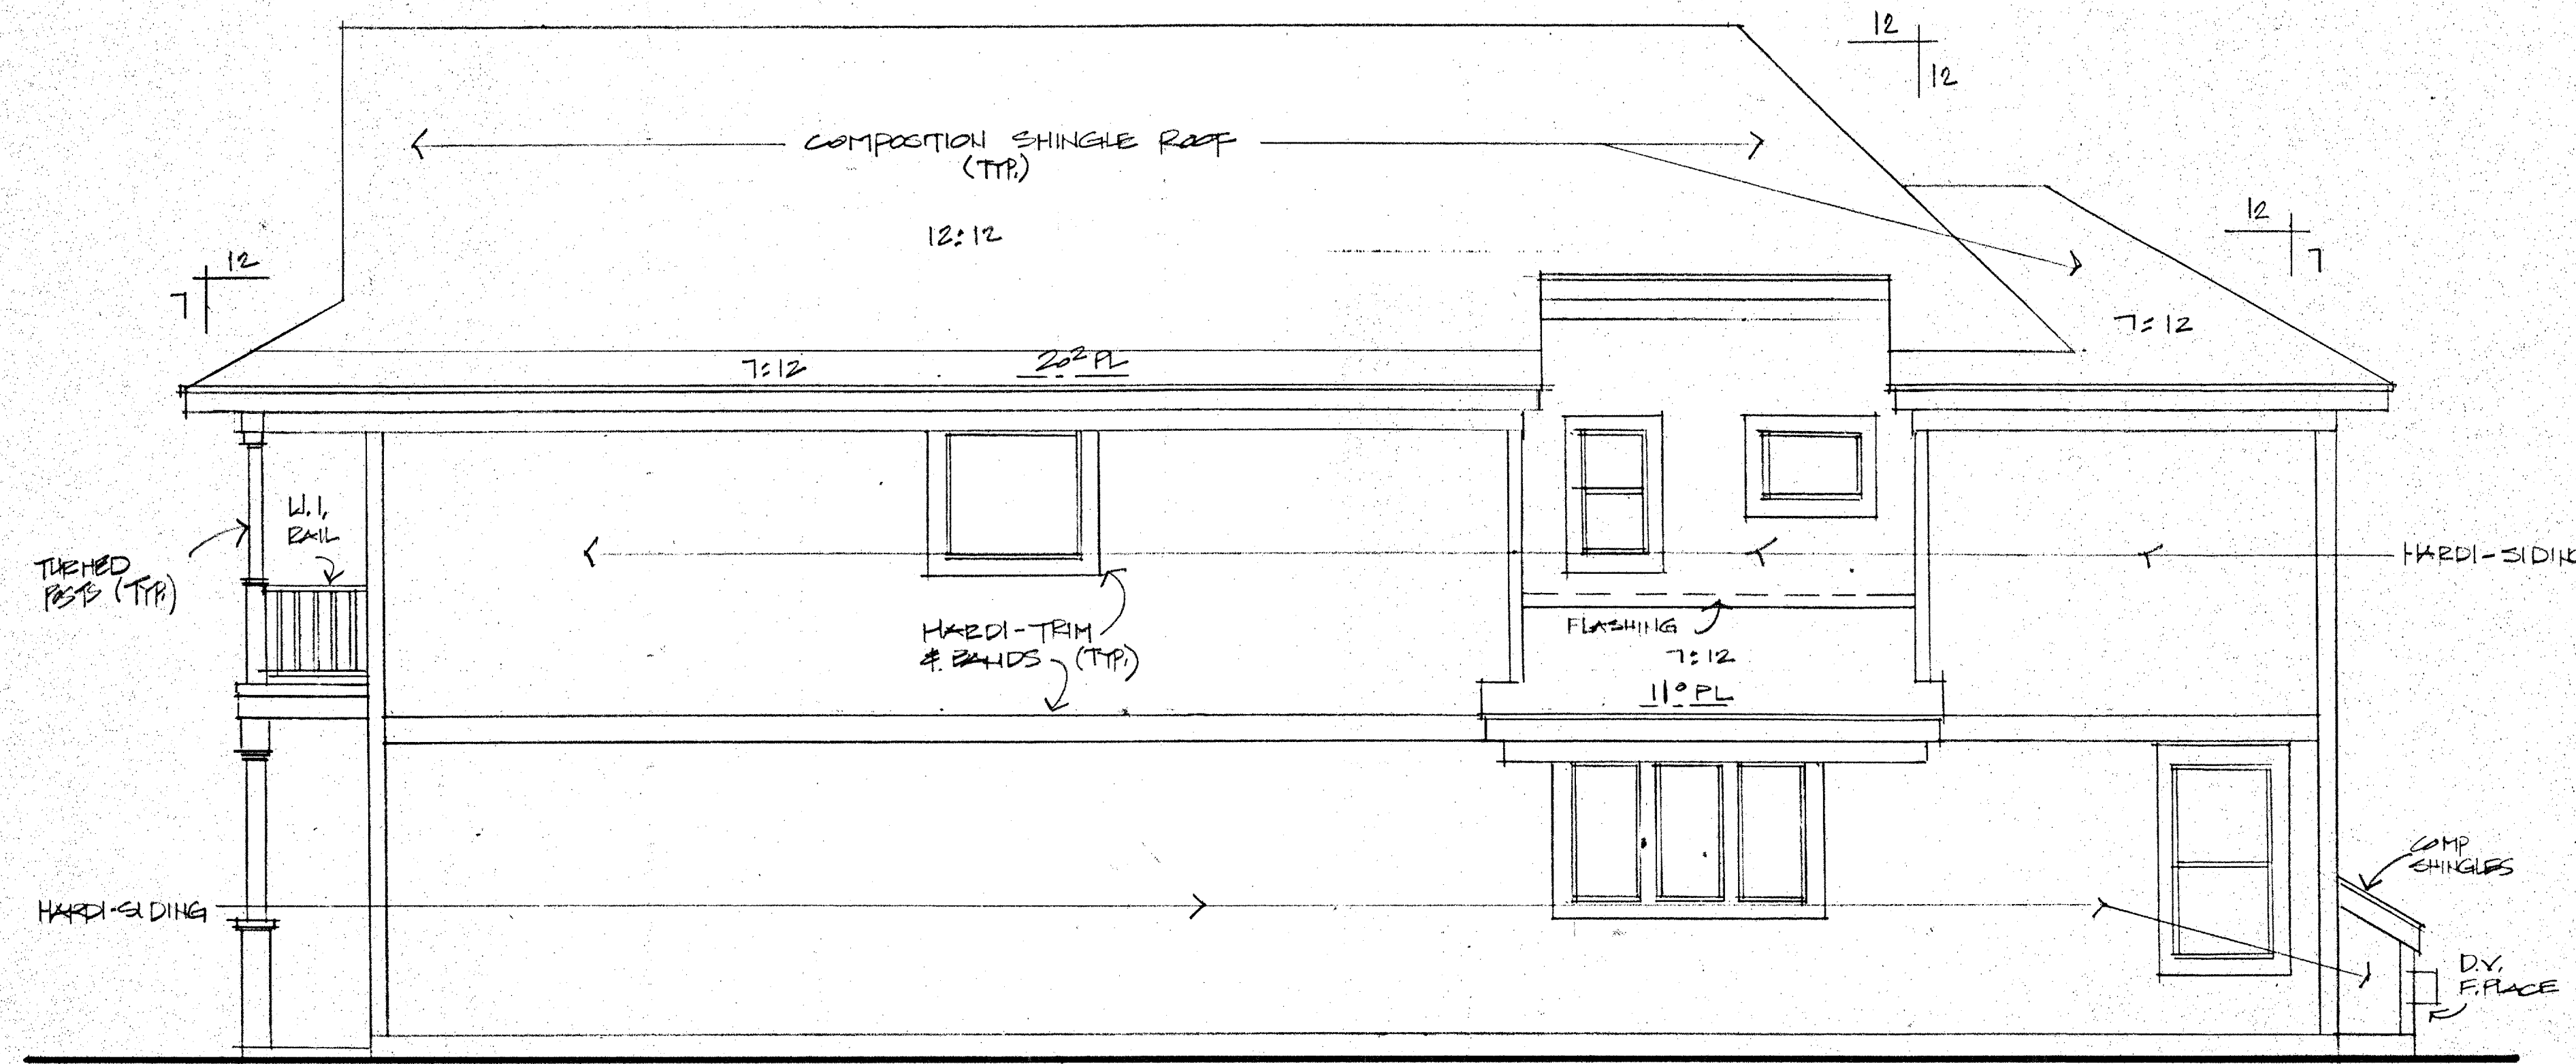 12
12
COMPOSITION SHINGLE ROOF
(TYP.)
12:12
12
7
12
7
7:12
7:12
20² PL
W.I.
RAIL
TURNED
POSTS (TYP.)
HARDI-SIDING
HARDI-TRIM
& BANDS (TYP.)
FLASHING
7:12
11⁰ PL
COMP
SHINGLES
HARDI-SIDING
D.V.
F.PLACE